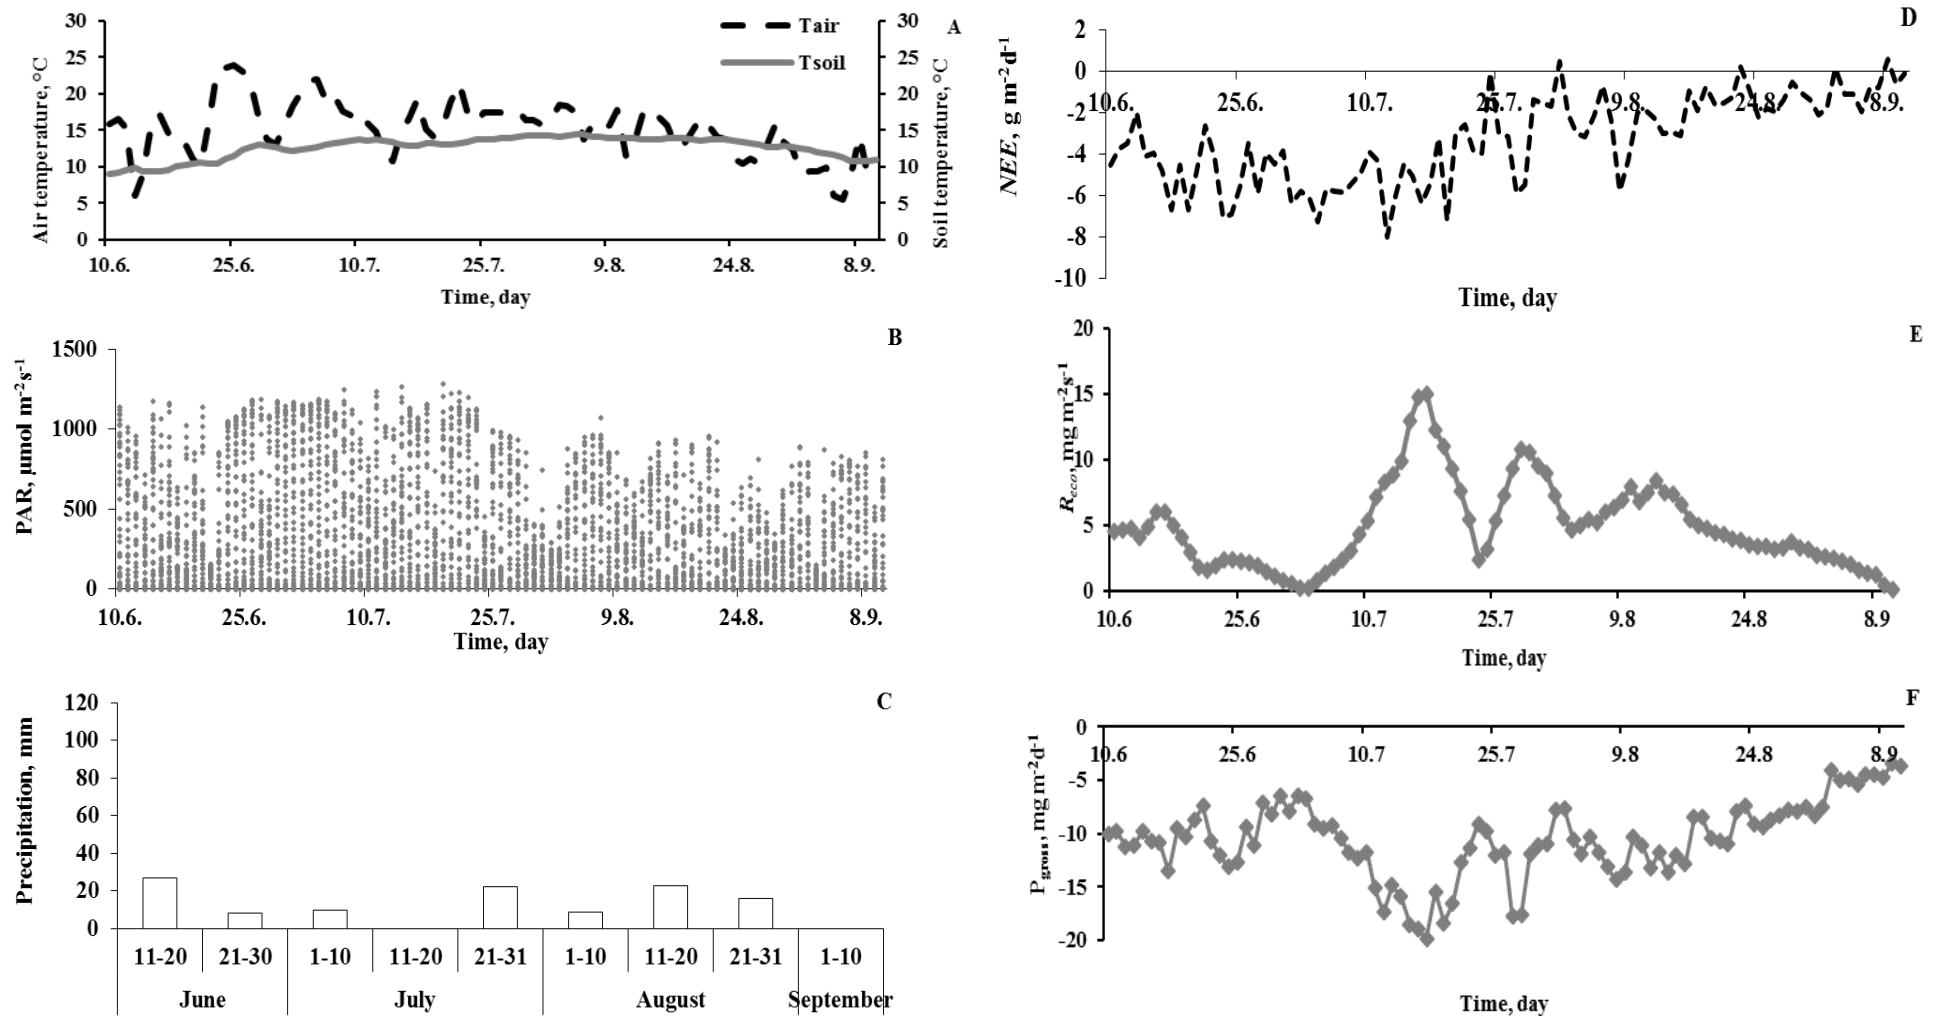 A
Tair
Tsoil
30
25
20
15
10
5
0
Air temperature, °C
30
25
20
15
10
5
0
Soil temperature, °C
10.6. 25.6. 10.7. 25.7. 9.8. 24.8. 8.9.
Time, day
B
1500
1000
500
0
PAR, µmol m-2s-1
10.6. 25.6. 10.7. 25.7. 9.8. 24.8. 8.9.
Time, day
C
120
100
80
60
40
20
0
Precipitation, mm
11-20 21-30 1-10 11-20 21-31 1-10 11-20 21-31 1-10
June July August September
D
2
0
-2
-4
-6
-8
-10
NEE, g m-2d-1
10.6. 25.6. 10.7. 25.7. 9.8. 24.8. 8.9.
Time, day
E
20
15
10
5
0
Reco, mg m-2s-1
10.6 25.6 10.7 25.7 9.8 24.8 8.9
Time, day
F
0
-5
-10
-15
-20
Pgross, mg m-2d-1
10.6 25.6 10.7 25.7 9.8 24.8 8.9
Time, day